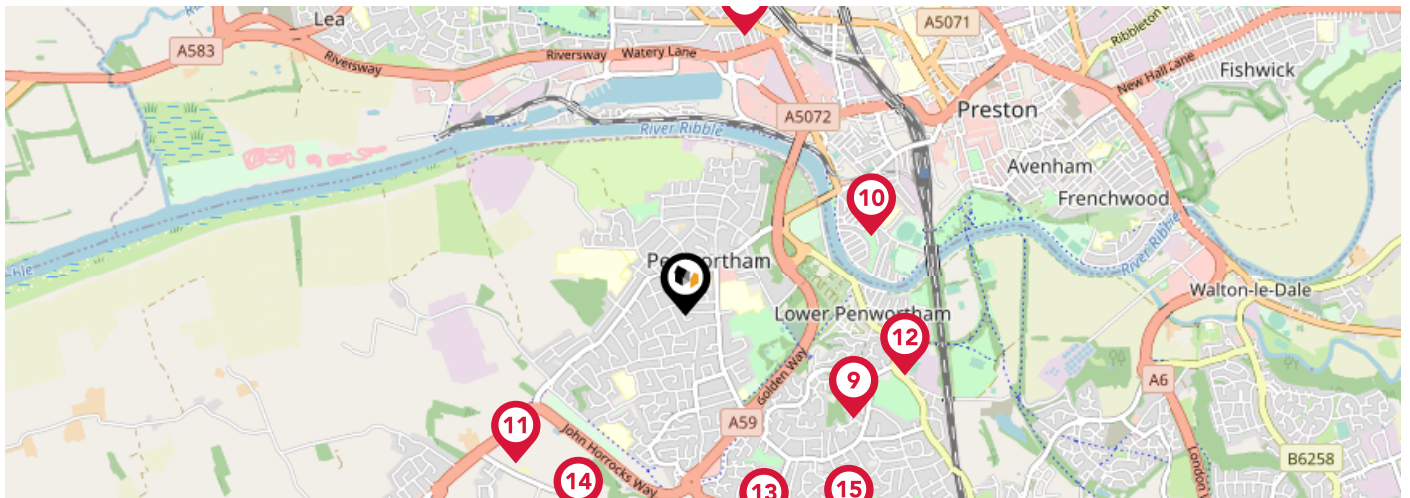 Lea
A5071
Ribbleton
A583
Riversway
Riversway
Watery Lane
New Hall Lane
Fishwick
A5072
Preston
River Ribble
Avenham
Frenchwood
10
River Ribble
ble
Penwortham
Walton-le-Dale
Lower Penwortham
12
Golden Way
9
A6
11
A59
John Horrocks Way
London
B6258
14
13
15